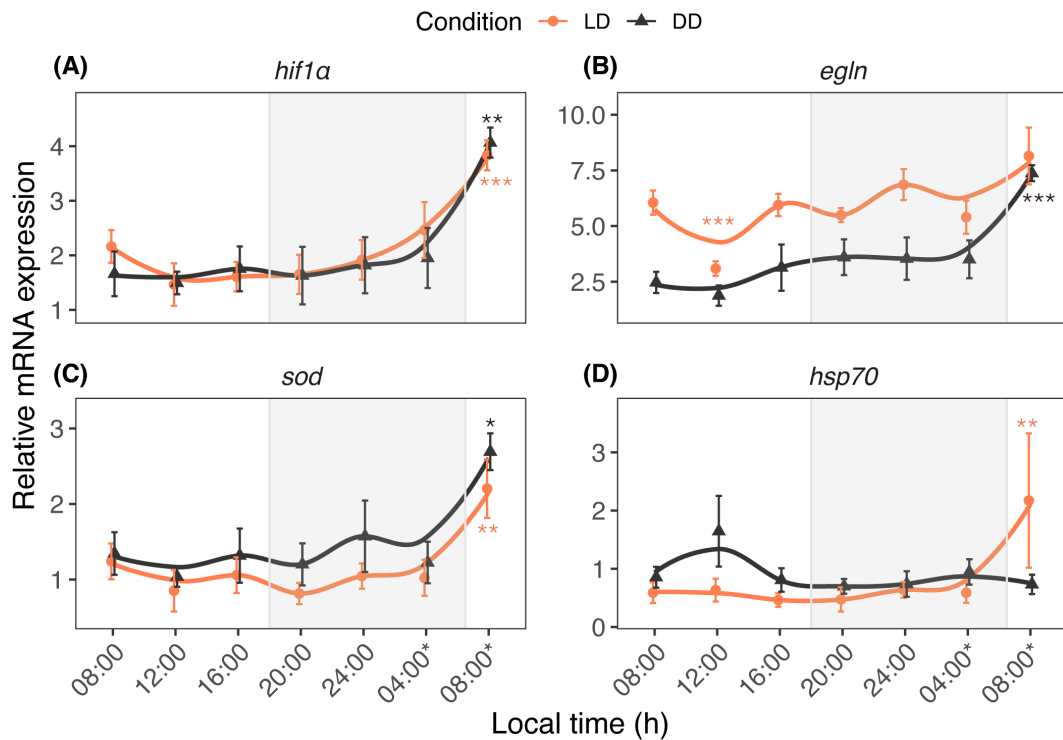 Condition LD DD
(A) hif1α
(B) egln
4
3
2
1
**
***
10.0
7.5
5.0
2.5
***
***
(C) sod
(D) hsp70
3
2
1
*
**
3
2
1
0
**
08:00 12:00 16:00 20:00 24:00 04:00* 08:00*
08:00 12:00 16:00 20:00 24:00 04:00* 08:00*
Relative mRNA expression
Local time (h)